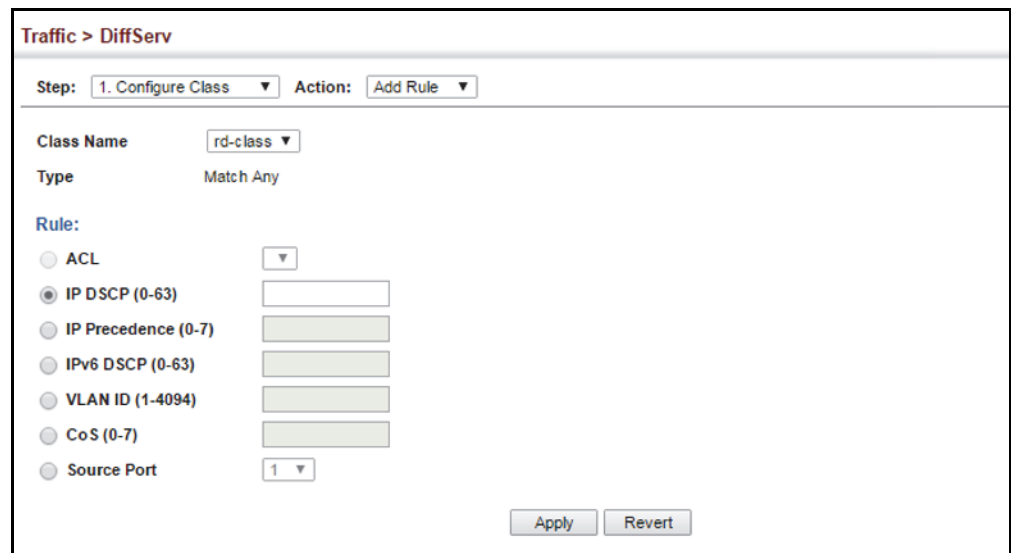 Traffic > DiffServ
Step: 1. Configure Class Action: Add Rule
Class Name rd-class
Type Match Any
Rule:
ACL
IP DSCP (0-63)
IP Precedence (0-7)
IPv6 DSCP (0-63)
VLAN ID (1-4094)
CoS (0-7)
Source Port 1
Apply Revert